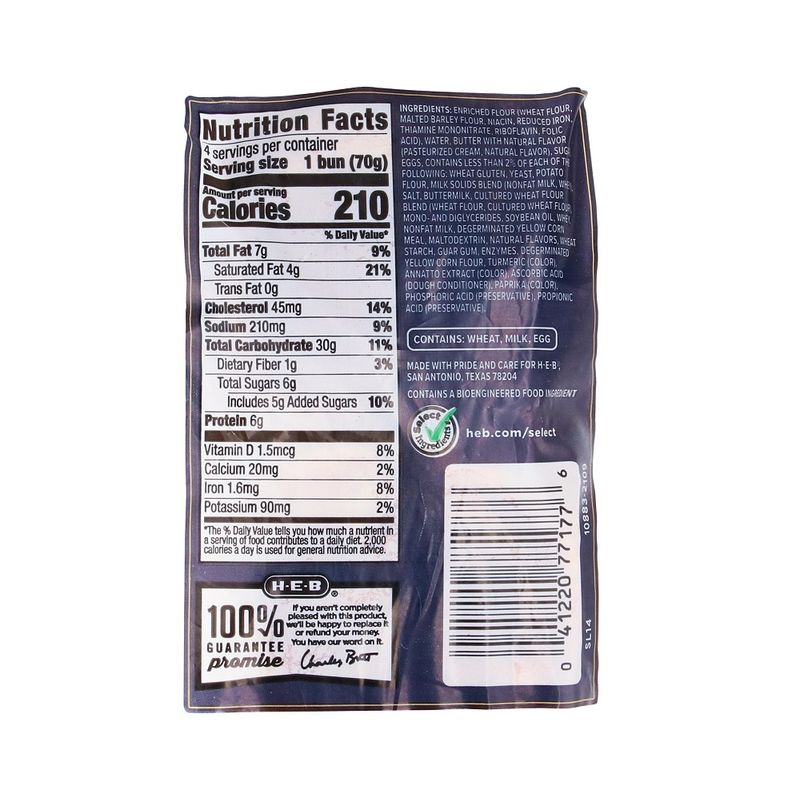 Nutrition Facts
4 servings per container
Serving size 1 bun (70g)
Amount per serving
Calories 210
% Daily Value*
Total Fat 7g 9%
Saturated Fat 4g 21%
Trans Fat 0g
Cholesterol 45mg 14%
Sodium 210mg 9%
Total Carbohydrate 30g 11%
Dietary Fiber 1g 3%
Total Sugars 6g
Includes 5g Added Sugars 10%
Protein 6g
Vitamin D 1.5mcg 8%
Calcium 20mg 2%
Iron 1.6mg 8%
Potassium 90mg 2%
*The % Daily Value tells you how much a nutrient in
a serving of food contributes to a daily diet. 2,000
calories a day is used for general nutrition advice.
H-E-B®
100%
GUARANTEE
promise
If you aren't completely
pleased with this product,
we'll be happy to replace it
or refund your money.
You have our word on it.
Charles Butt
INGREDIENTS: ENRICHED FLOUR (WHEAT FLOUR,
MALTED BARLEY FLOUR, NIACIN, REDUCED IRON,
THIAMINE MONONITRATE, RIBOFLAVIN, FOLIC
ACID), WATER, BUTTER WITH NATURAL FLAVOR
(PASTEURIZED CREAM, NATURAL FLAVOR),
EGGS, CONTAINS LESS THAN 2% OF EACH OF THE
FOLLOWING: WHEAT GLUTEN, YEAST, POTATO
FLOUR, MILK SOLIDS BLEND (NONFAT MILK,
SALT, BUTTERMILK, CULTURED WHEAT FLOUR
BLEND (WHEAT FLOUR, CULTURED WHEAT FLOUR
MONO- AND DIGLYCERIDES, SOYBEAN OIL, WHEY
NONFAT MILK, DEGERMINATED YELLOW CORN
MEAL, MALTODEXTRIN, NATURAL FLAVORS, WHEAT
STARCH, GUAR GUM, ENZYMES, DEGERMINATED
YELLOW CORN FLOUR, TURMERIC (COLOR),
ANNATTO EXTRACT (COLOR), ASCORBIC ACID
(DOUGH CONDITIONER), PAPRIKA (COLOR),
PHOSPHORIC ACID (PRESERVATIVE), PROPIONIC
ACID (PRESERVATIVE).
CONTAINS: WHEAT, MILK, EGG
MADE WITH PRIDE AND CARE FOR H-E-B®,
SAN ANTONIO, TEXAS 78204
CONTAINS A BIOENGINEERED FOOD INGREDIENT
Select
Ingredients
heb.com/select
0 41220 77177 6
10883-2109
SL14